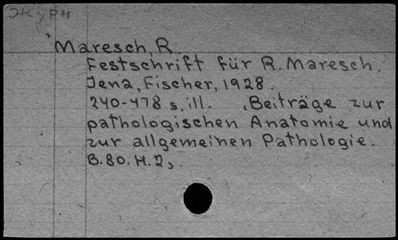 журн
Maresch, R.
Festschrift für R. Maresch.
Jena, Fischer, 1928.
240-478 s. ill. (Beiträge zur
pathologischen Anatomie und
zur allgemeinen Pathologie.
B.80. H.2),